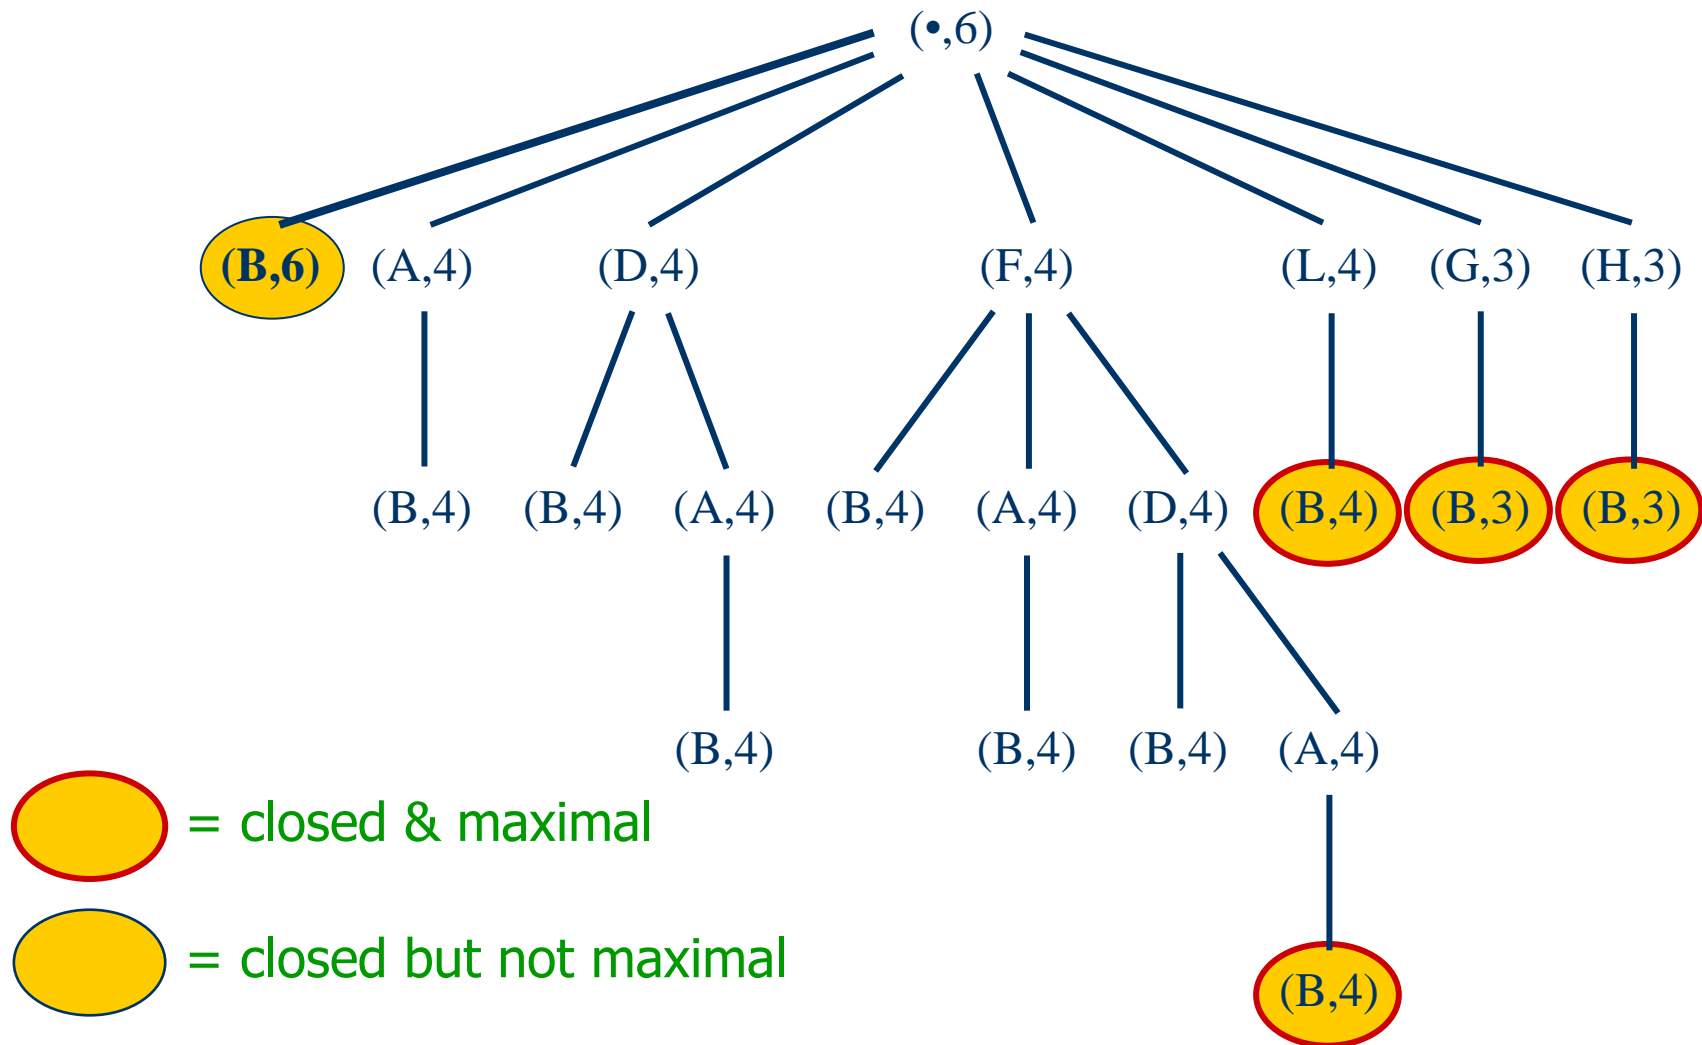 (•,6)
(B,6) (A,4) (D,4) (F,4) (L,4) (G,3) (H,3)
(B,4) (B,4) (A,4) (B,4) (A,4) (D,4) (B,4) (B,3) (B,3)
(B,4) (B,4) (B,4) (A,4)
= closed & maximal
= closed but not maximal
(B,4)